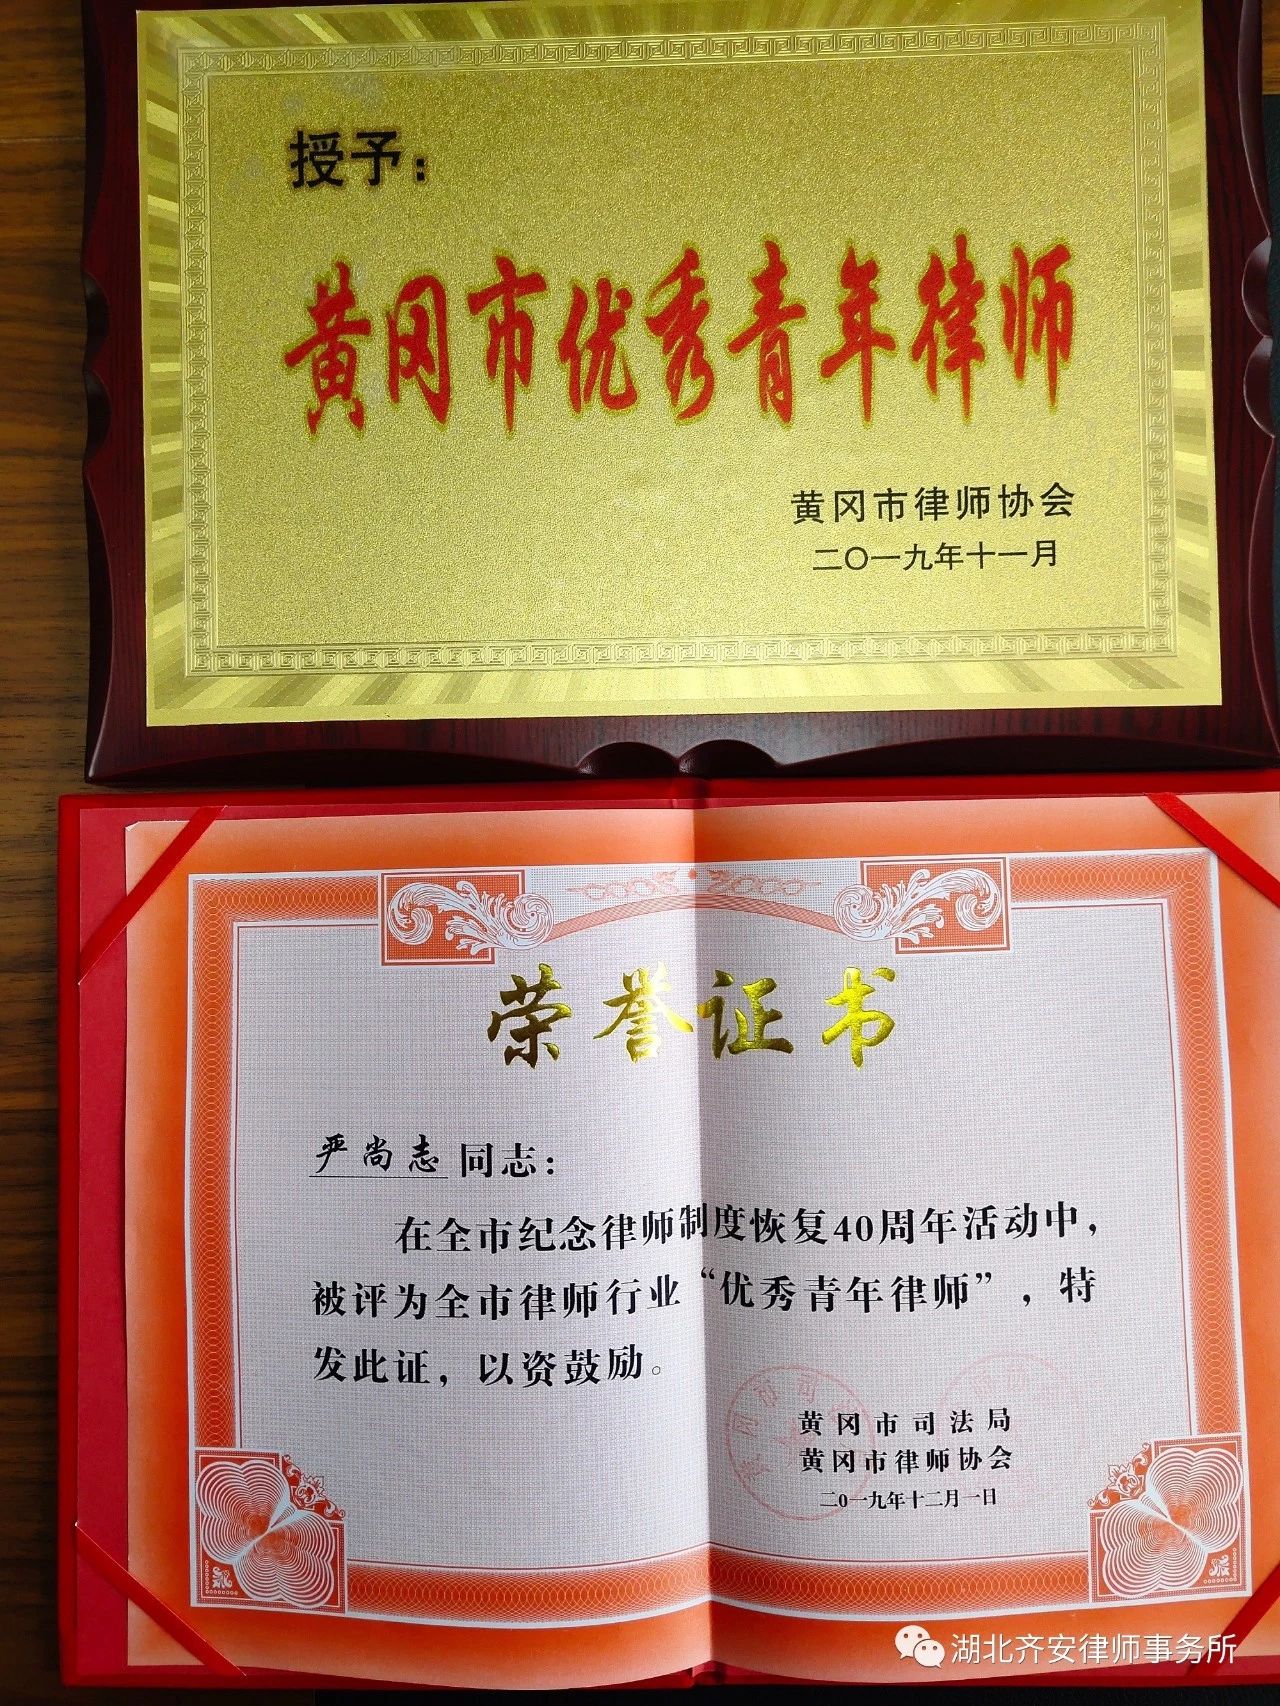 授予：
黄冈市优秀青年律师
黄冈市律师协会
二〇一九年十一月
荣誉证书
严尚志 同志：
在全市纪念律师制度恢复40周年活动中，
被评为全市律师行业“优秀青年律师”，特
发此证，以资鼓励。
黄冈市司法局
黄冈市律师协会
二0一九年十二月一日
湖北齐安律师事务所